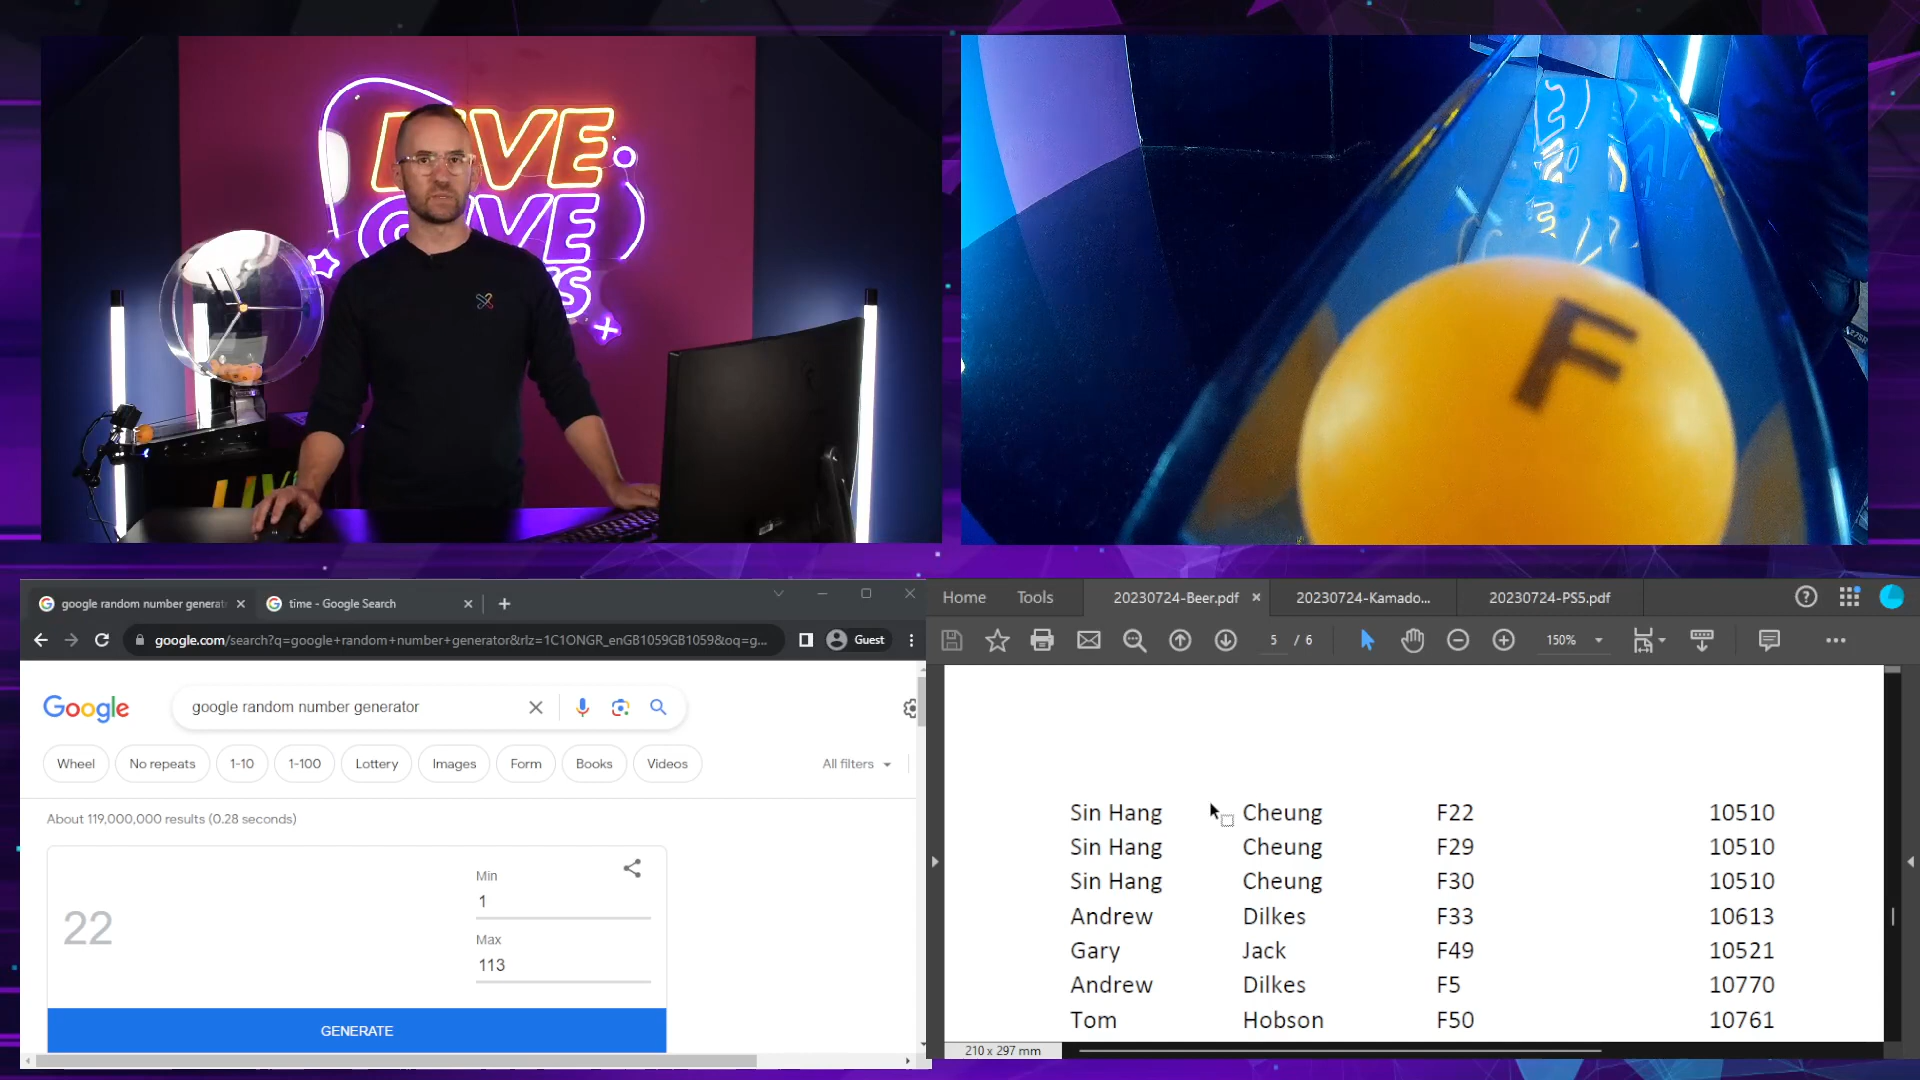 LIVE
GIVE
F
google random number generat
time - Google Search
google.com/search?q=google+random+number+generator&rlz=1C1ONGR_enGB1059GB1059&oq=g...
Guest
Google
google random number generator
Wheel
No repeats
1-10
1-100
Lottery
Images
Form
Books
Videos
All filters
About 119,000,000 results (0.28 seconds)
22
Min
1
Max
113
GENERATE
Home
Tools
20230724-Beer.pdf
20230724-Kamado...
20230724-PS5.pdf
5 / 6
150%
Sin Hang Cheung F22 10510
Sin Hang Cheung F29 10510
Sin Hang Cheung F30 10510
Andrew Dilkes F33 10613
Gary Jack F49 10521
Andrew Dilkes F5 10770
Tom Hobson F50 10761
210 x 297 mm